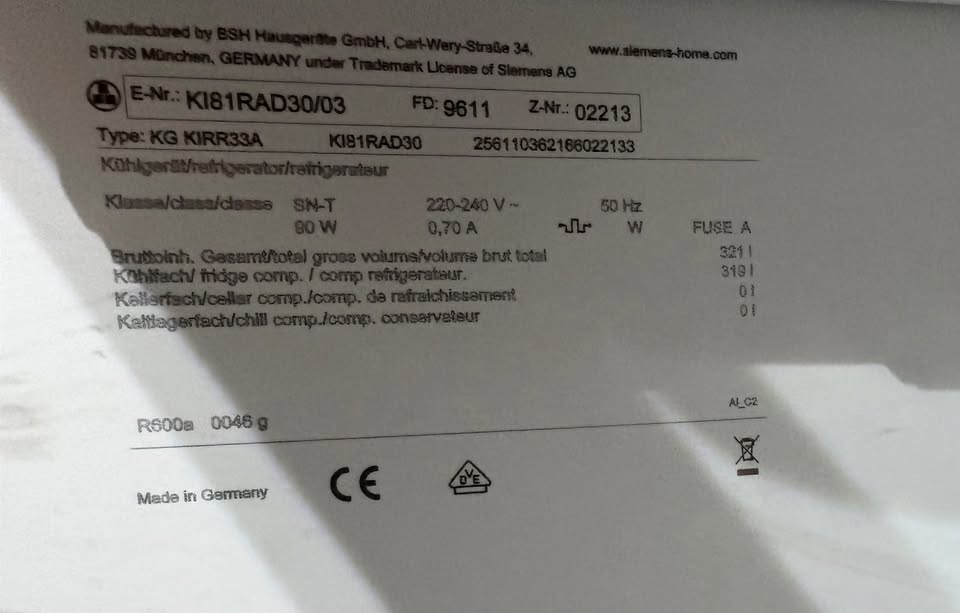 Manufactured by BSH Hausgeräte GmbH, Carl-Wery-Straße 34, www.siemens-home.com
81739 München, GERMANY under Trademark License of Siemens AG
E-Nr.: KI81RAD30/03 FD: 9611 Z-Nr.: 02213
Type: KG KIRR33A KI81RAD30 256110362166022133
Kühlgerät/refrigerator/refrigerateur
Klasse/class/classe SN-T 220-240 V ~ 50 Hz
90 W 0,70 A W FUSE A
Bruttoinh. Gesamt/total gross volume/volume brut total 321 l
Kühlfach/ fridge comp. / comp refrigerateur. 319 l
Kellerfach/cellar comp./comp. de rafraichissement 0 l
Kaltlagerfach/chill comp./comp. conservateur 0 l
AI_C2
R600a 0046 g
Made in Germany CE DVE